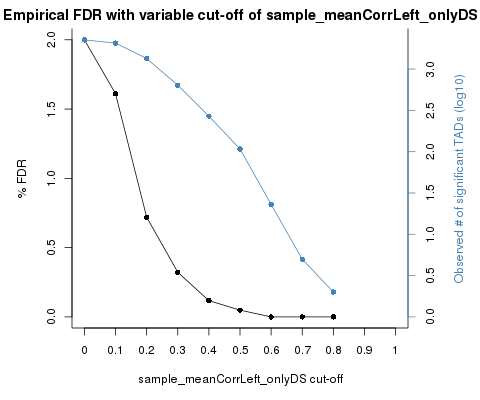 Empirical FDR with variable cut-off of sample_meanCorrLeft_onlyDS
% FDR
2.0
1.5
1.0
0.5
0.0
0 0.1 0.2 0.3 0.4 0.5 0.6 0.7 0.8 0.9 1
sample_meanCorrLeft_onlyDS cut-off
3.0
2.5
2.0
1.5
1.0
0.5
0.0
Observed # of significant TADs (log10)